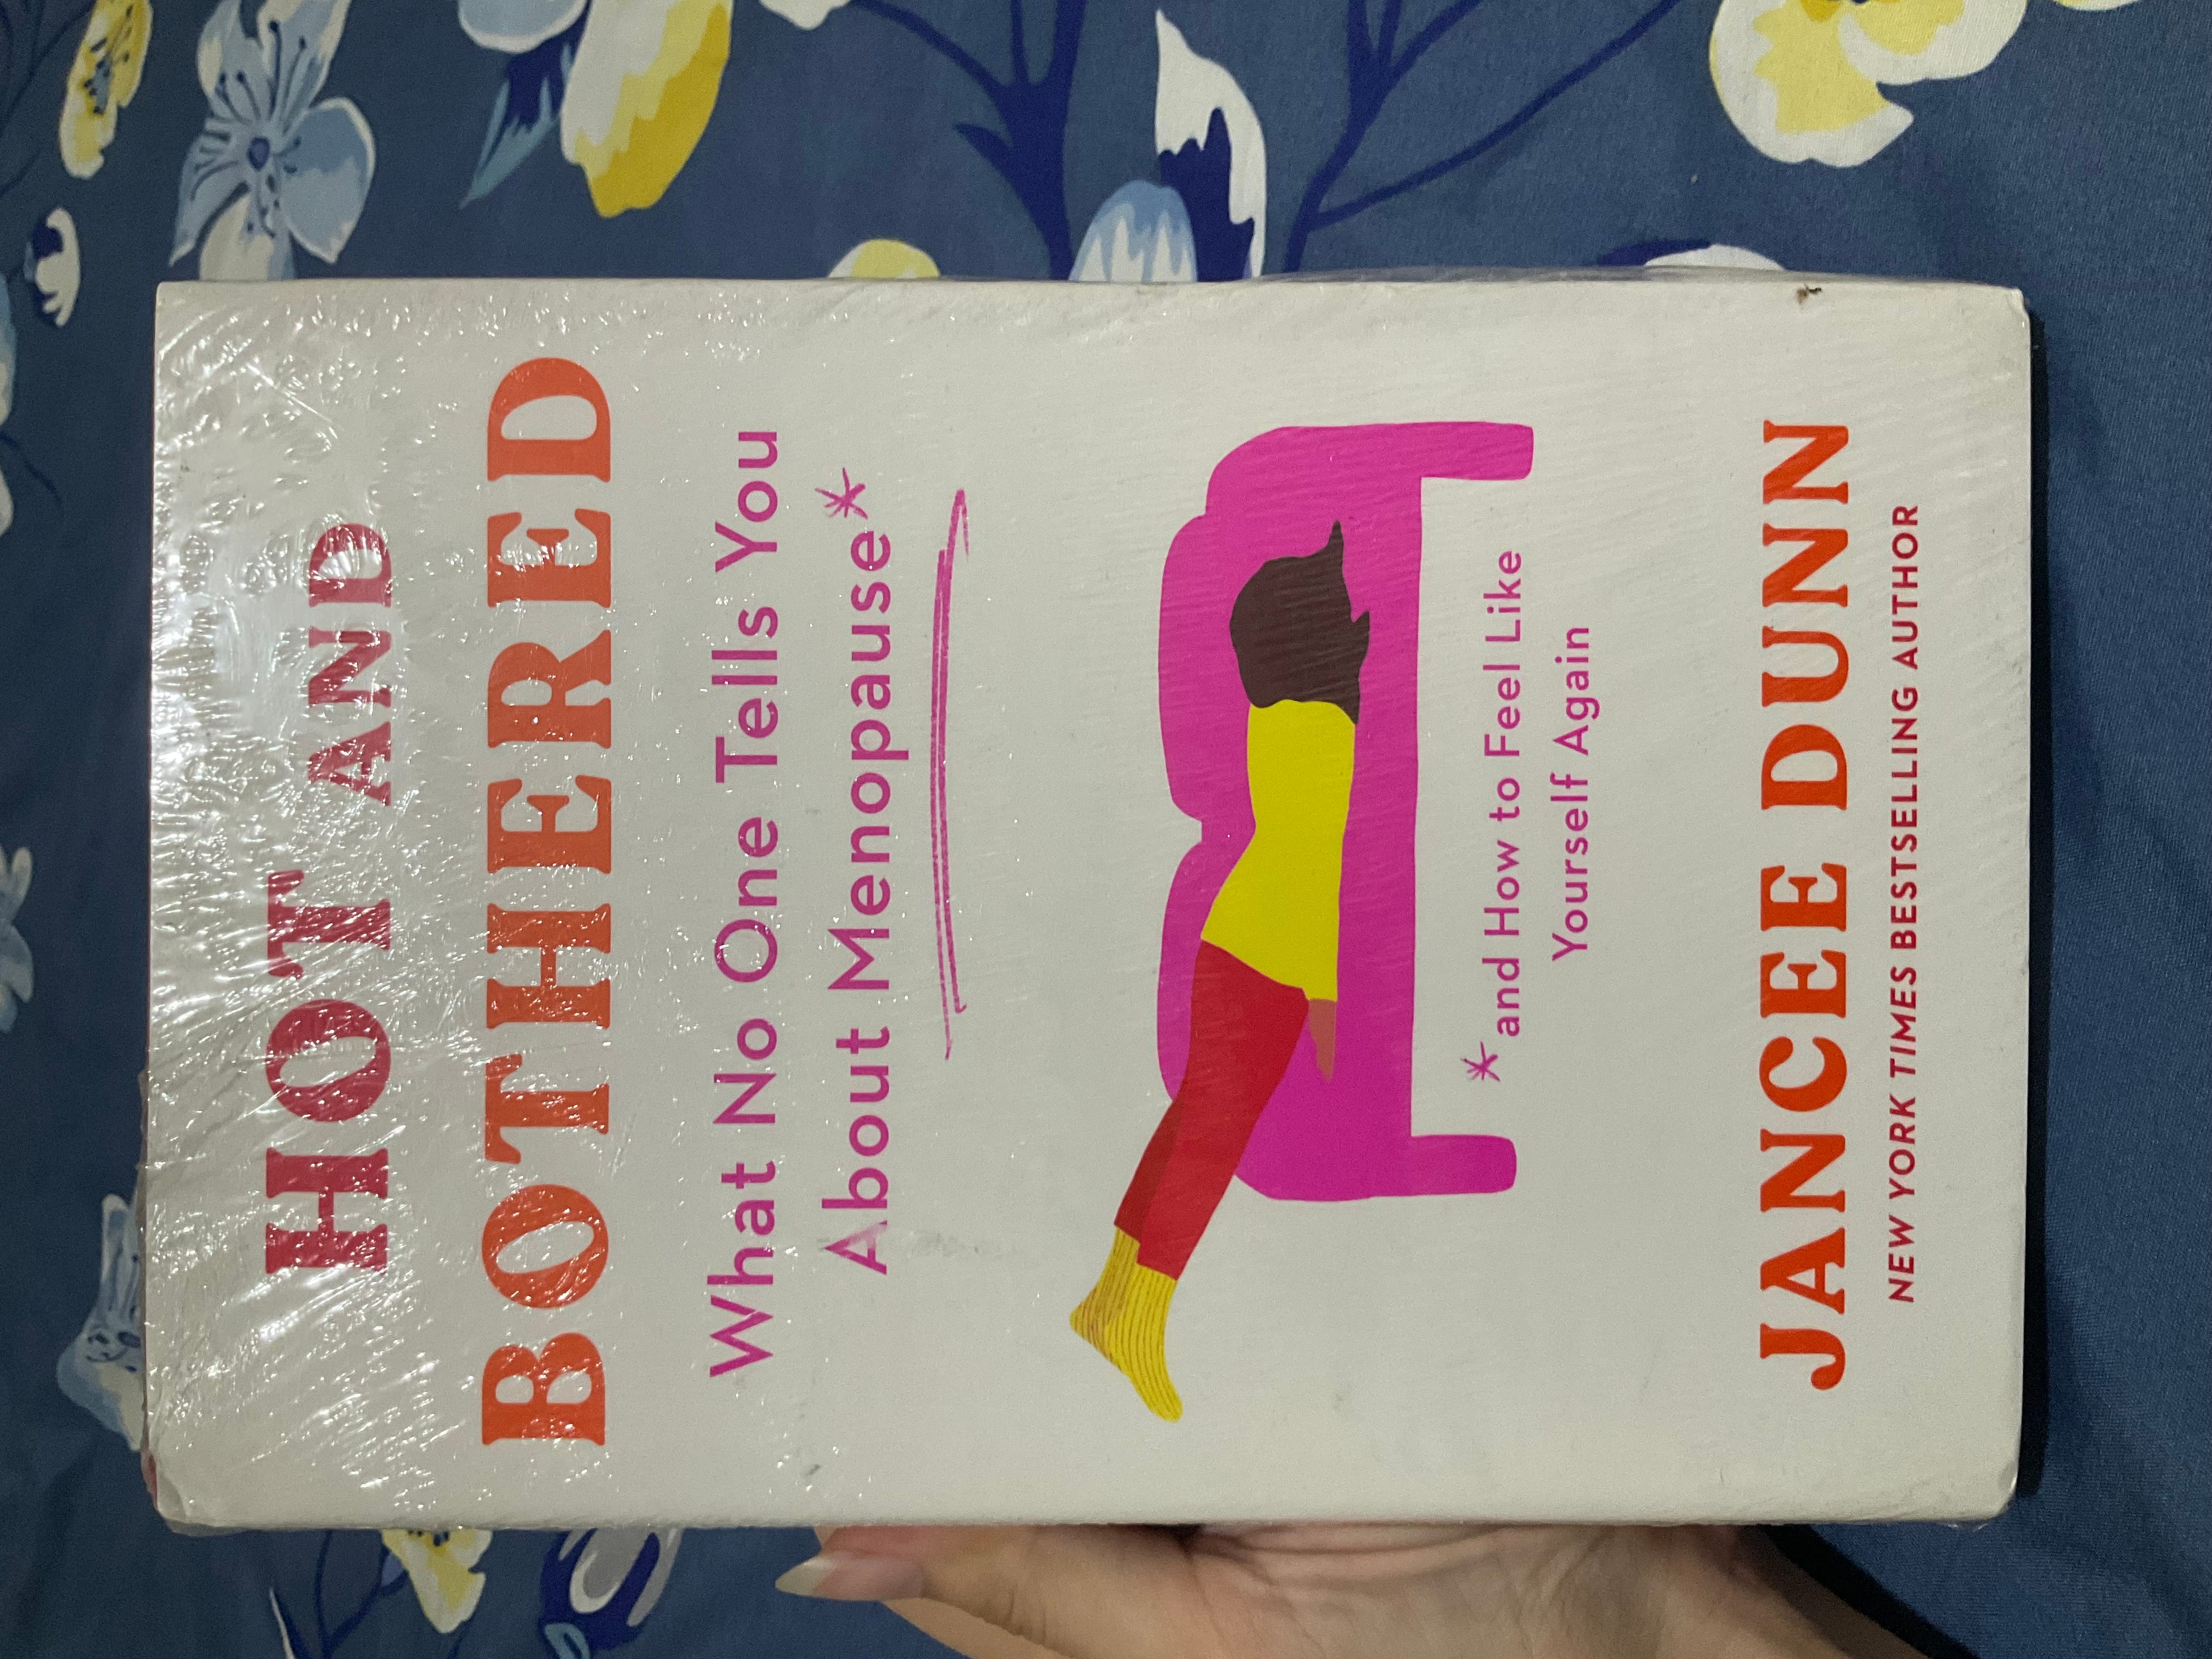 HOT AND
BOTHERED
What No One Tells You
About Menopause*
*and How to Feel Like
Yourself Again
JANCEE DUNN
NEW YORK TIMES BESTSELLING AUTHOR